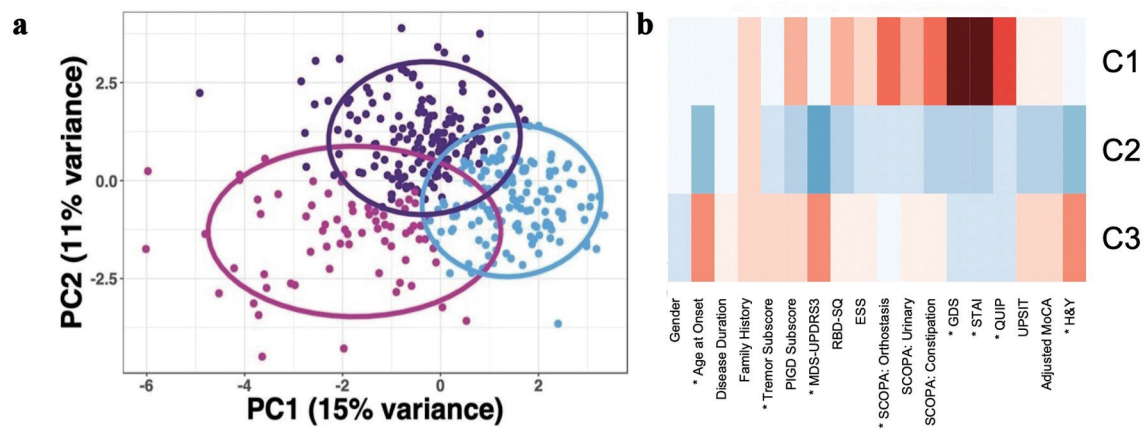 a
PC2 (11% variance)
2.5
0.0
-2.5
-6
-4
-2
0
2
PC1 (15% variance)
b
C1
C2
C3
Gender
* Age at Onset
Disease Duration
Family History
* Tremor Subscore
PIGD Subscore
* MDS-UPDRS3
RBD-SQ
ESS
* SCOPA: Orthostasis
SCOPA: Urinary
SCOPA: Constipation
* GDS
* STAI
* QUIP
UPSIT
Adjusted MoCA
* H&Y